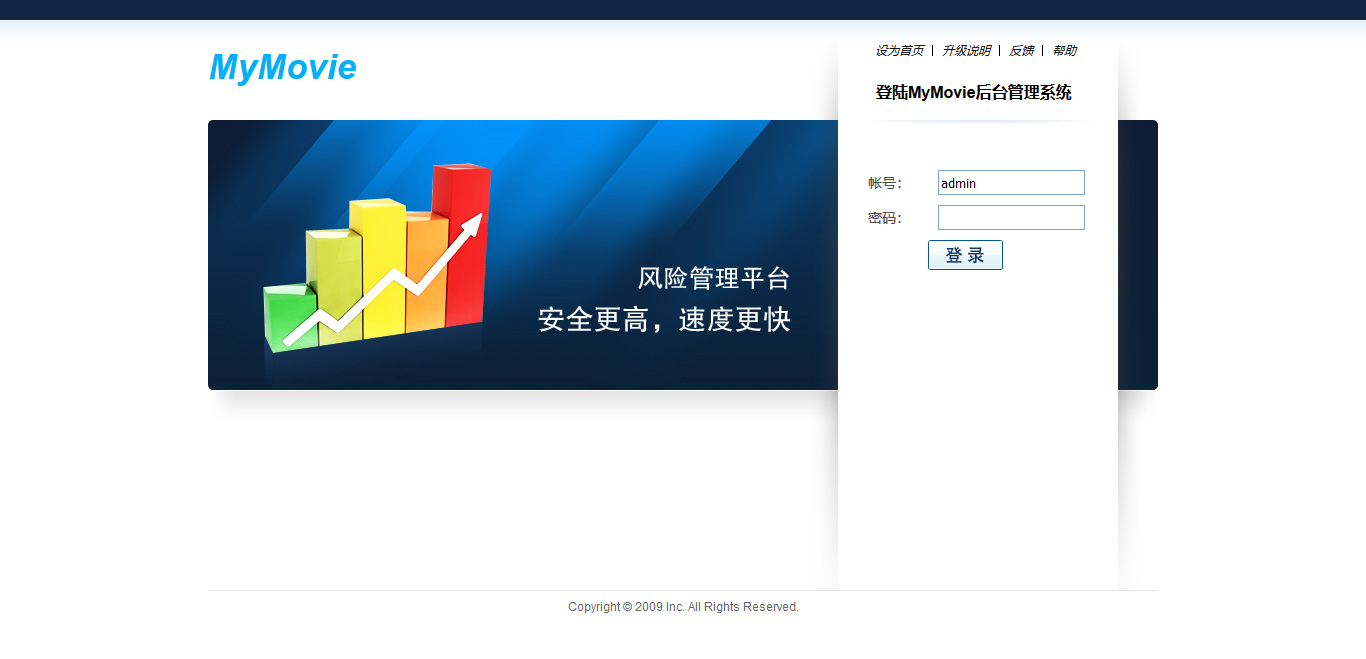 MyMovie
设为首页 | 升级说明 | 反馈 | 帮助
登陆MyMovie后台管理系统
帐号：
admin
密码：
登 录
风险管理平台
安全更高，速度更快
Copyright © 2009 Inc. All Rights Reserved.